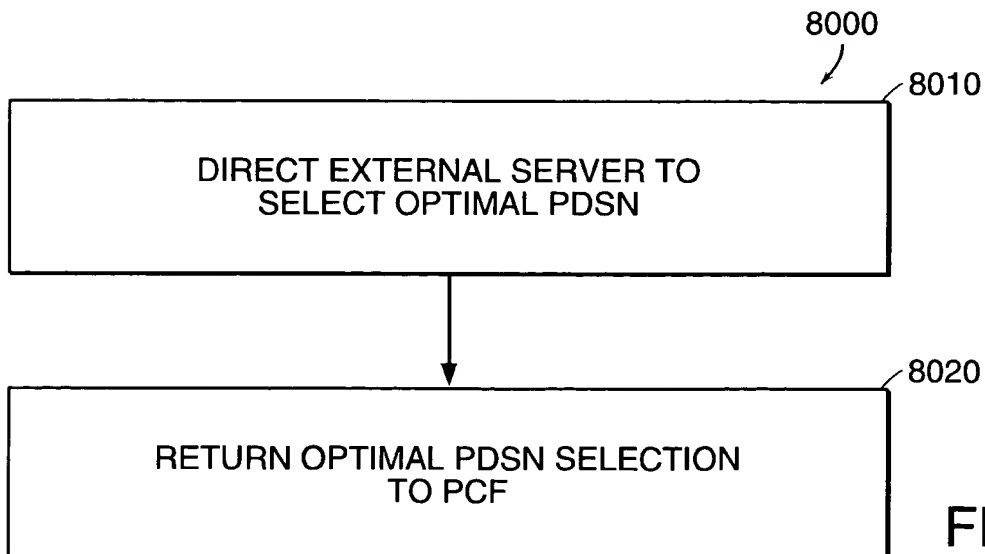 8000
8010
DIRECT EXTERNAL SERVER TO
SELECT OPTIMAL PDSN
8020
RETURN OPTIMAL PDSN SELECTION
TO PCF